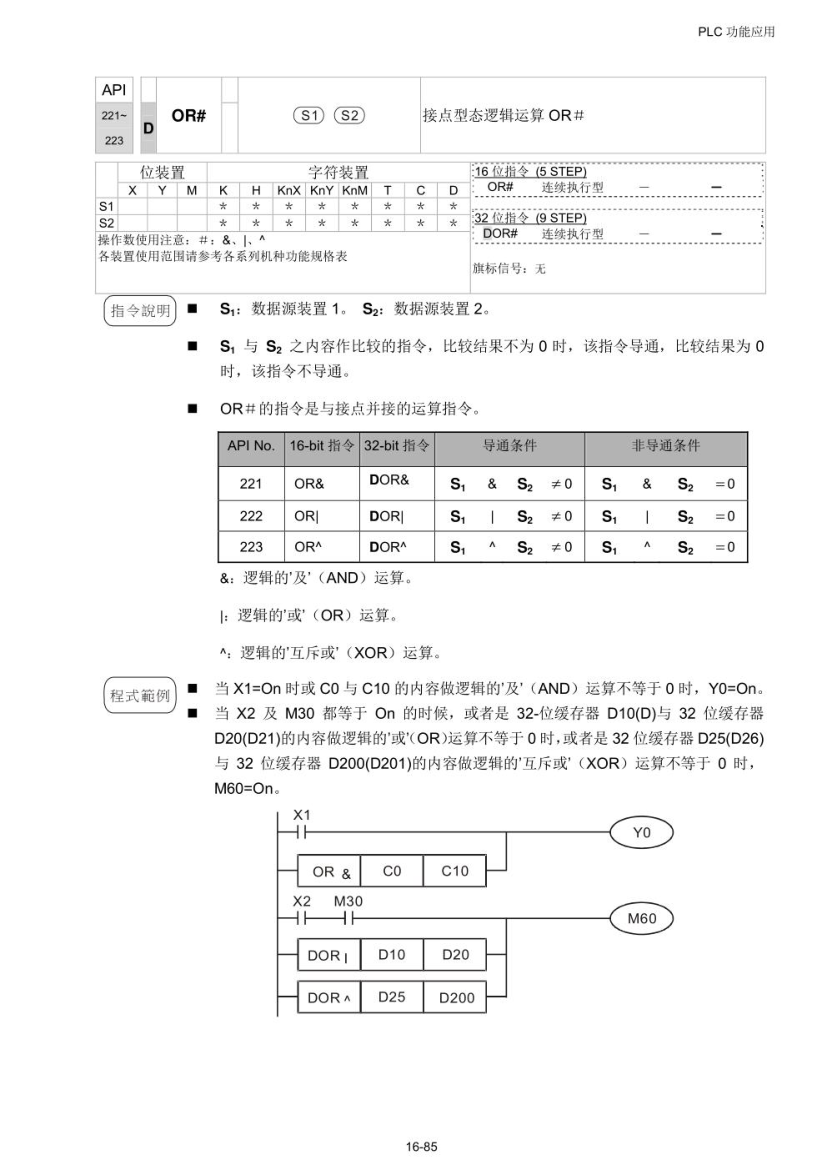 PLC 功能应用
API
221~
223
D
OR#
S1 S2
接点型态逻辑运算 OR＃
位装置 字符装置
X Y M K H KnX KnY KnM T C D
S1 * * * * * * * *
S2 * * * * * * * *
操作数使用注意：＃：&、|、^
各装置使用范围请参考各系列机种功能规格表
16 位指令 (5 STEP)
OR# 连续执行型 － －
32 位指令 (9 STEP)
DOR# 连续执行型 － －
旗标信号：无
指令說明
■ S1：数据源装置 1。 S2：数据源装置 2。
■ S1 与 S2 之内容作比较的指令，比较结果不为 0 时，该指令导通，比较结果为 0
时，该指令不导通。
■ OR＃的指令是与接点并接的运算指令。
API No. 16-bit 指令 32-bit 指令 导通条件 非导通条件
221 OR& DOR& S1 & S2 ≠0 S1 & S2 ＝0
222 OR| DOR| S1 | S2 ≠0 S1 | S2 ＝0
223 OR^ DOR^ S1 ^ S2 ≠0 S1 ^ S2 ＝0
&：逻辑的'及'（AND）运算。
|：逻辑的'或'（OR）运算。
^：逻辑的'互斥或'（XOR）运算。
程式範例
■ 当 X1=On 时或 C0 与 C10 的内容做逻辑的'及'（AND）运算不等于 0 时，Y0=On。
■ 当 X2 及 M30 都等于 On 的时候，或者是 32-位缓存器 D10(D)与 32 位缓存器
D20(D21)的内容做逻辑的'或'（OR）运算不等于 0 时，或者是 32 位缓存器 D25(D26)
与 32 位缓存器 D200(D201)的内容做逻辑的'互斥或'（XOR）运算不等于 0 时，
M60=On。
X1
Y0
OR & C0 C10
X2 M30
M60
DOR | D10 D20
DOR ^ D25 D200
16-85